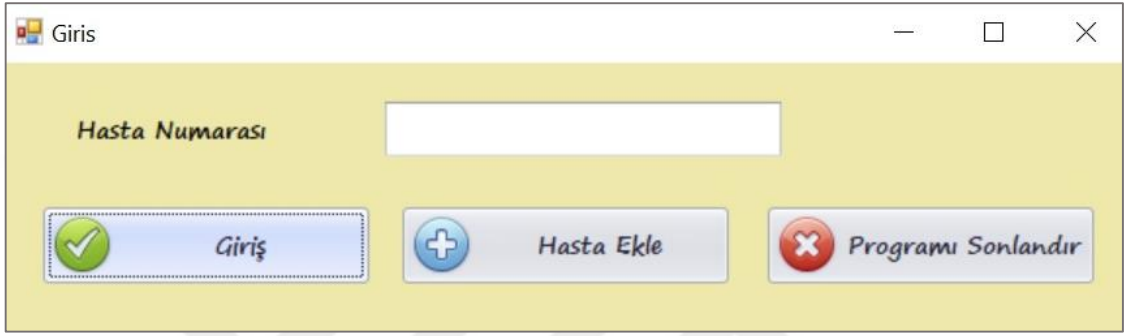 Giris
Hasta Numarası
Giriş
Hasta Ekle
Programı Sonlandır